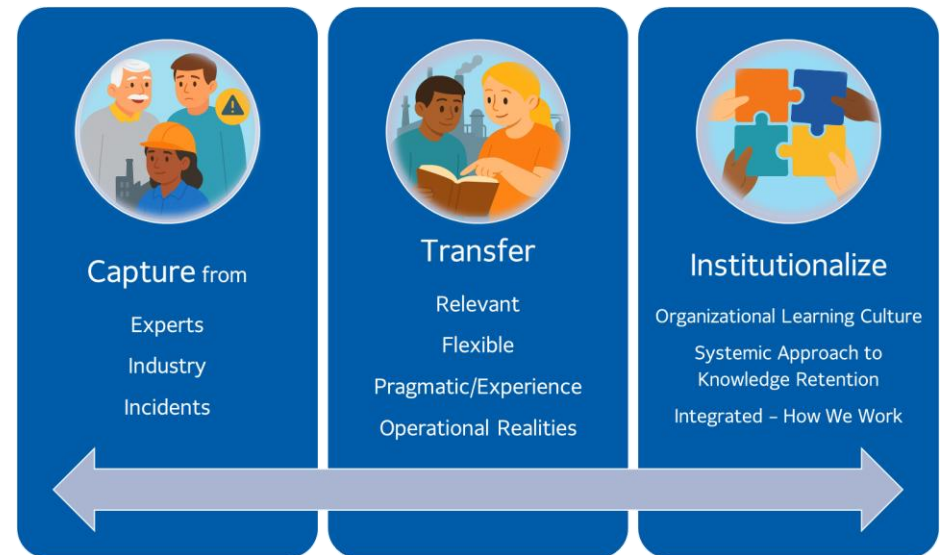 Capture from
Experts
Industry
Incidents
Transfer
Relevant
Flexible
Pragmatic/Experience
Operational Realities
Institutionalize
Organizational Learning Culture
Systemic Approach to
Knowledge Retention
Integrated – How We Work